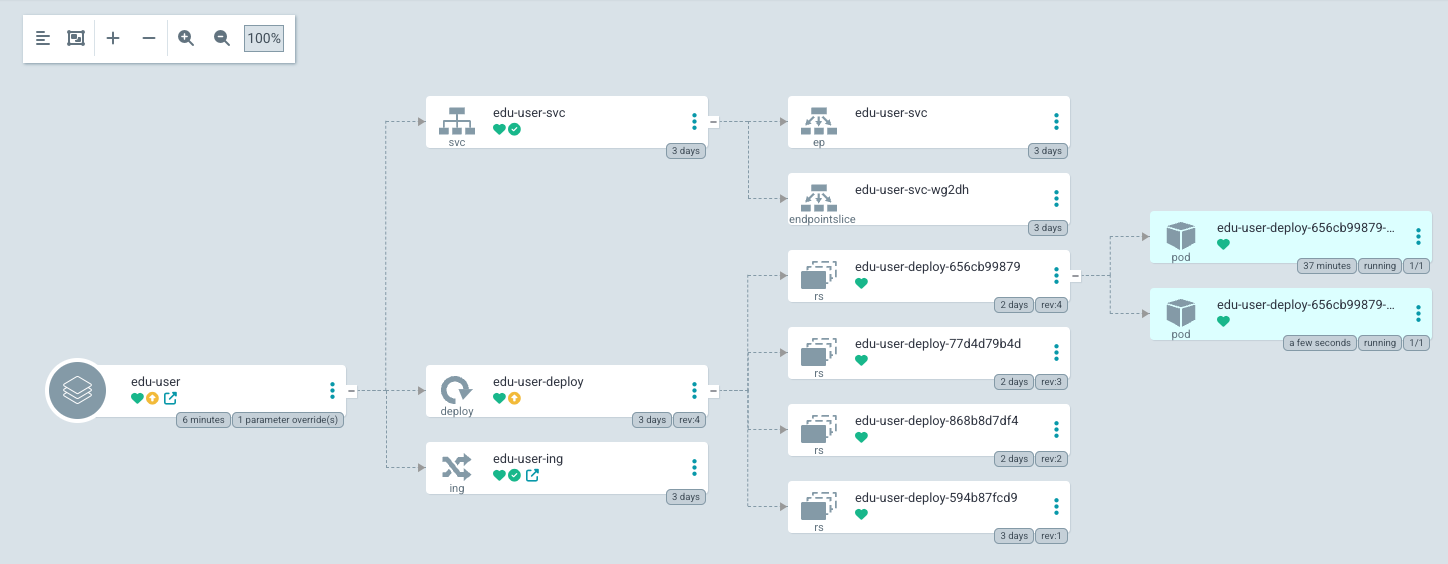 100%
edu-user
6 minutes
1 parameter override(s)
edu-user-svc
svc
3 days
edu-user-deploy
deploy
3 days
rev:4
edu-user-ing
ing
3 days
edu-user-svc
ep
3 days
edu-user-svc-wg2dh
endpointslice
3 days
edu-user-deploy-656cb99879
rs
2 days
rev:4
edu-user-deploy-77d4d79b4d
rs
2 days
rev:3
edu-user-deploy-868b8d7df4
rs
2 days
rev:2
edu-user-deploy-594b87fcd9
rs
3 days
rev:1
edu-user-deploy-656cb99879-...
pod
37 minutes
running
1/1
edu-user-deploy-656cb99879-...
pod
a few seconds
running
1/1